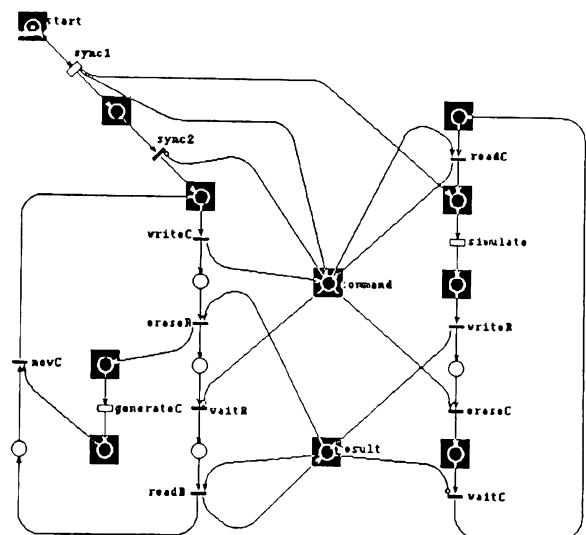 start
sync1
sync2
readC
writeC
simulate
command
eraseR
writeR
movC
generateC
waitR
eraseC
result
readR
waitC